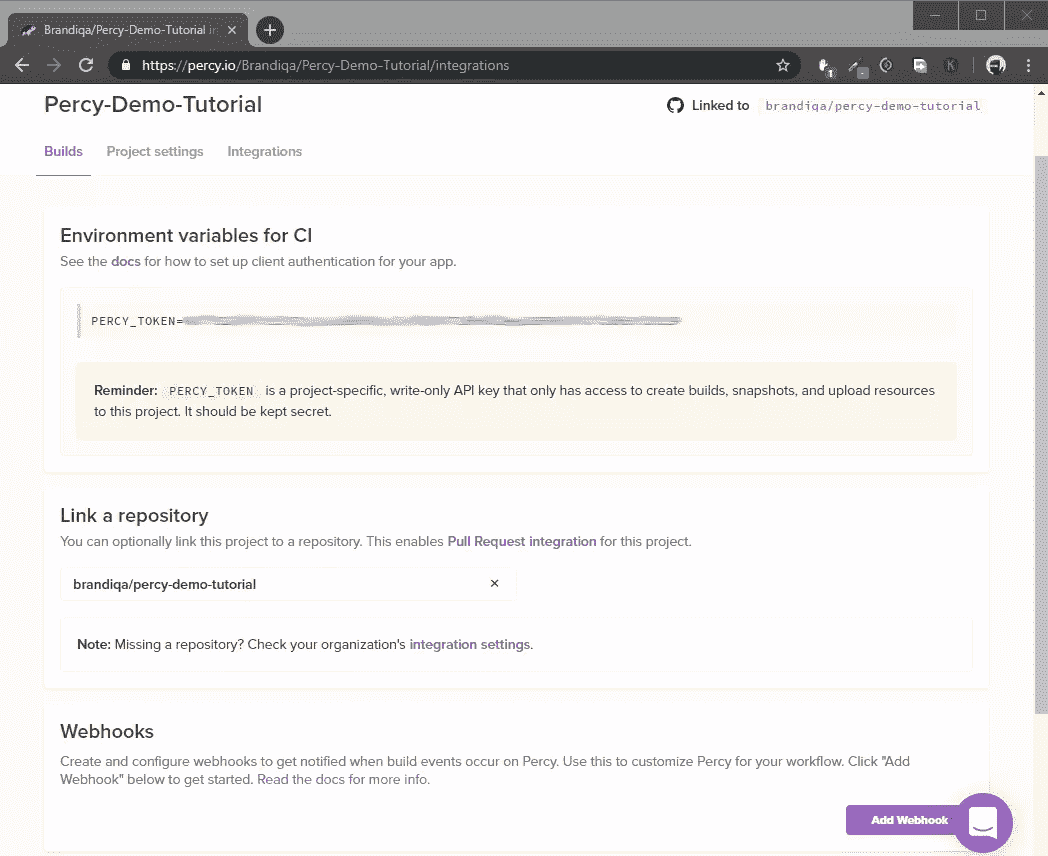 Brandiqa/Percy-Demo-Tutorial in
https://percy.io/Brandiqa/Percy-Demo-Tutorial/integrations
1
K
Percy-Demo-Tutorial
Linked to brandiqa/percy-demo-tutorial
Builds Project settings Integrations
Environment variables for CI
See the docs for how to set up client authentication for your app.
PERCY_TOKEN=
Reminder: PERCY_TOKEN is a project-specific, write-only API key that only has access to create builds, snapshots, and upload resources
to this project. It should be kept secret.
Link a repository
You can optionally link this project to a repository. This enables Pull Request integration for this project.
brandiqa/percy-demo-tutorial
Note: Missing a repository? Check your organization's integration settings.
Webhooks
Create and configure webhooks to get notified when build events occur on Percy. Use this to customize Percy for your workflow. Click "Add
Webhook" below to get started. Read the docs for more info.
Add Webhook